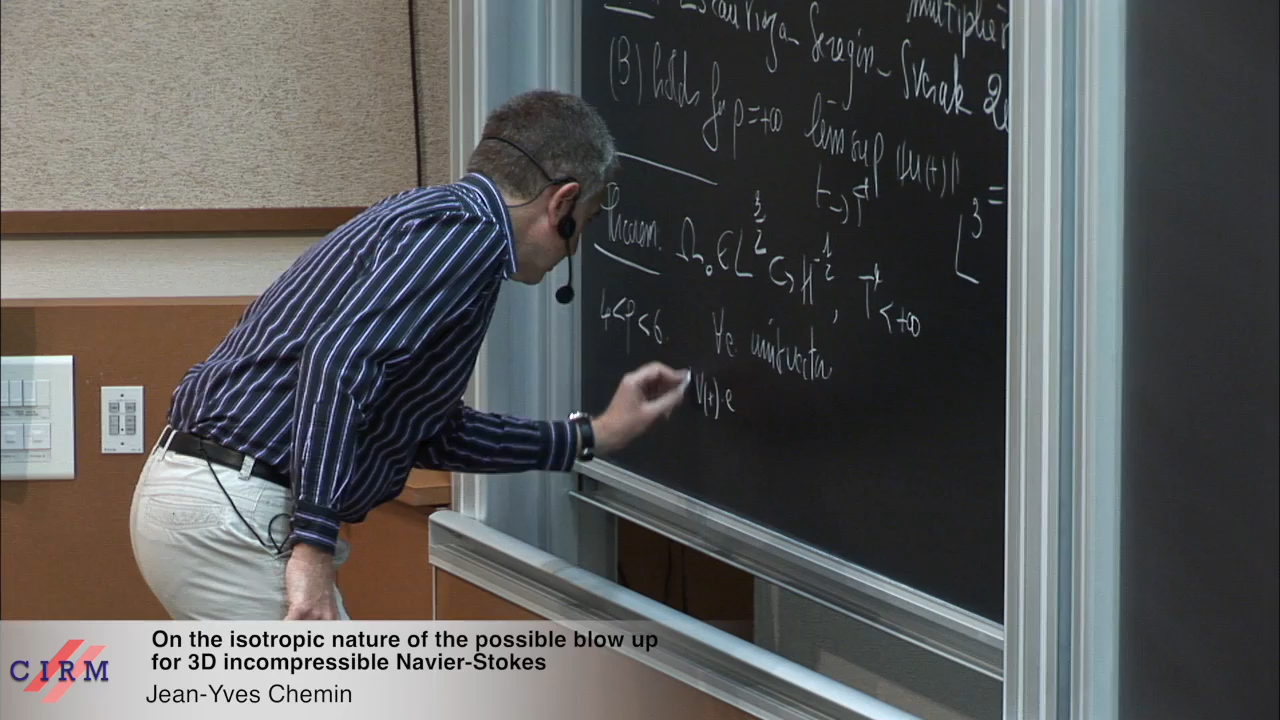 Escauriaza - Seregin - Sverak
(B) holds for p=+∞ lim sup ‖u(t)‖
t→T*
L³ =
Theorem. Ω₀ ∈ L^{3/2} ↪ H^{-1/2}, T* < +∞
4<p<6. ∀e unit vector
v(t)·e
CIRM
On the isotropic nature of the possible blow up
for 3D incompressible Navier-Stokes
Jean-Yves Chemin